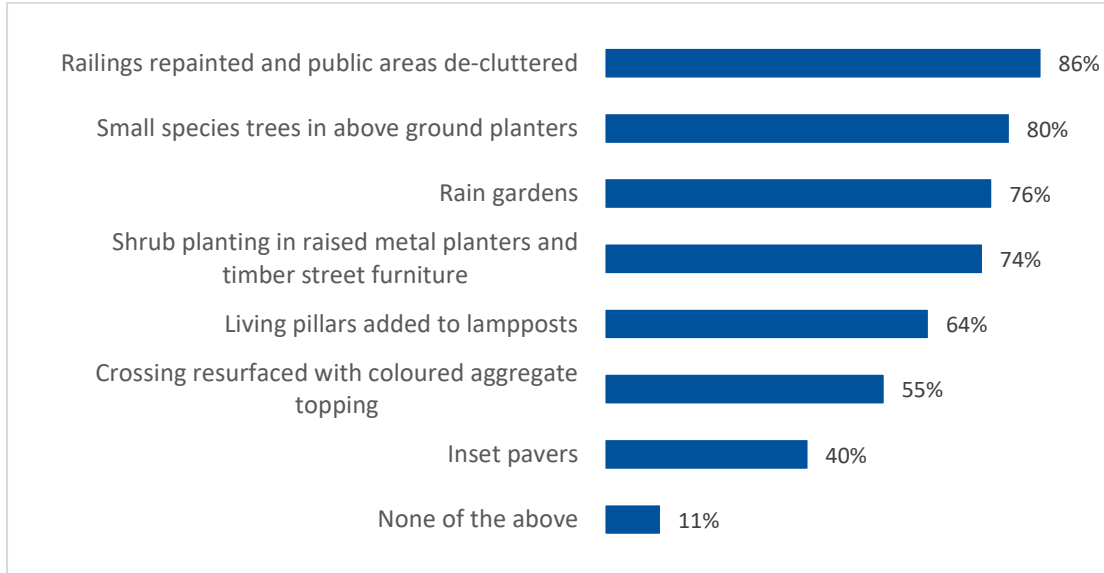 Railings repainted and public areas de-cluttered
86%
Small species trees in above ground planters
80%
Rain gardens
76%
Shrub planting in raised metal planters and
timber street furniture
74%
Living pillars added to lampposts
64%
Crossing resurfaced with coloured aggregate
topping
55%
Inset pavers
40%
None of the above
11%